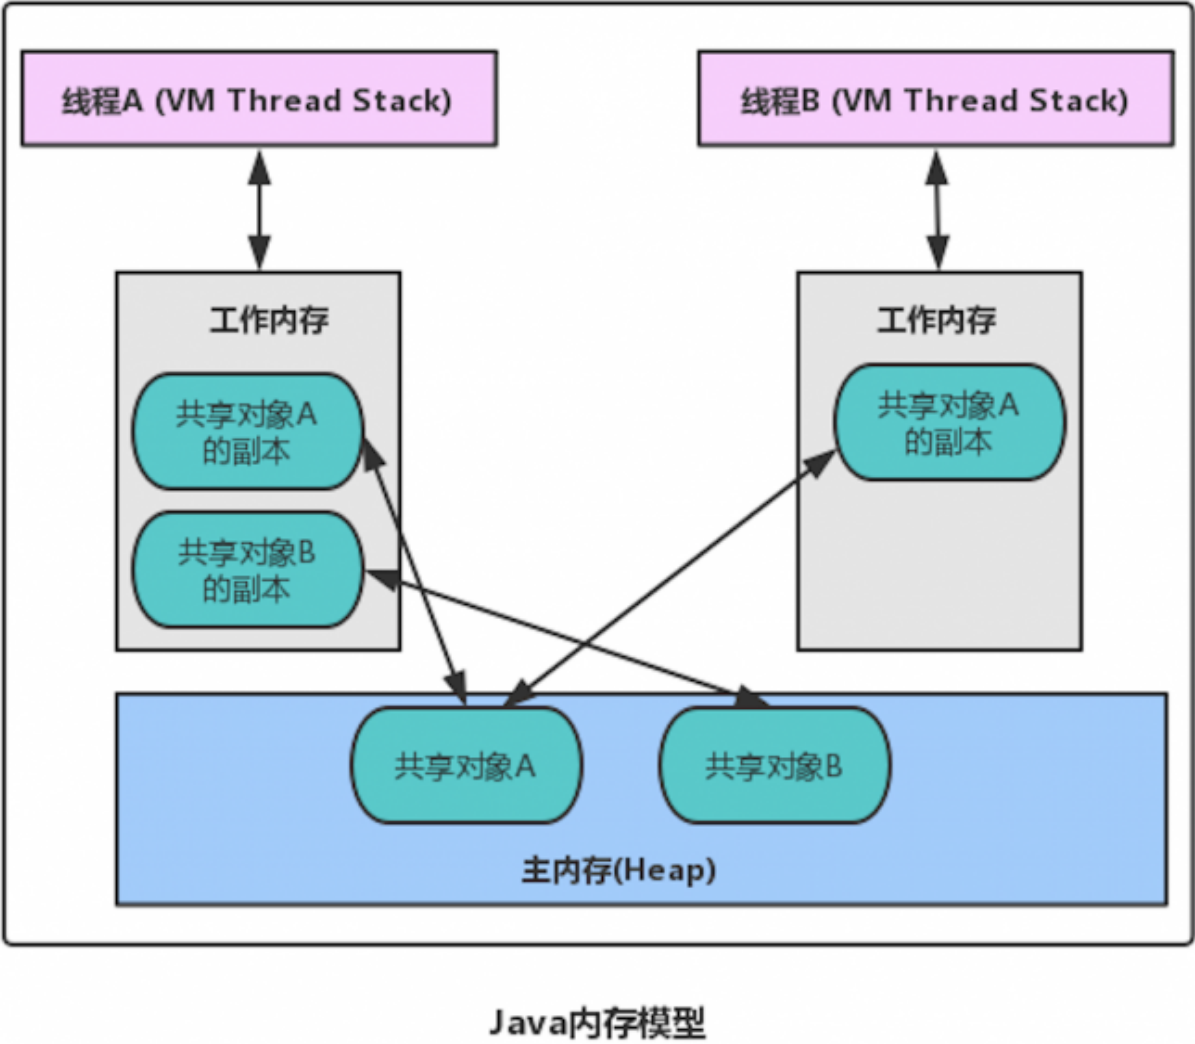 线程A (VM Thread Stack)
线程B (VM Thread Stack)
工作内存
共享对象A
的副本
共享对象B
的副本
工作内存
共享对象A
的副本
共享对象A
共享对象B
主内存(Heap)
Java内存模型